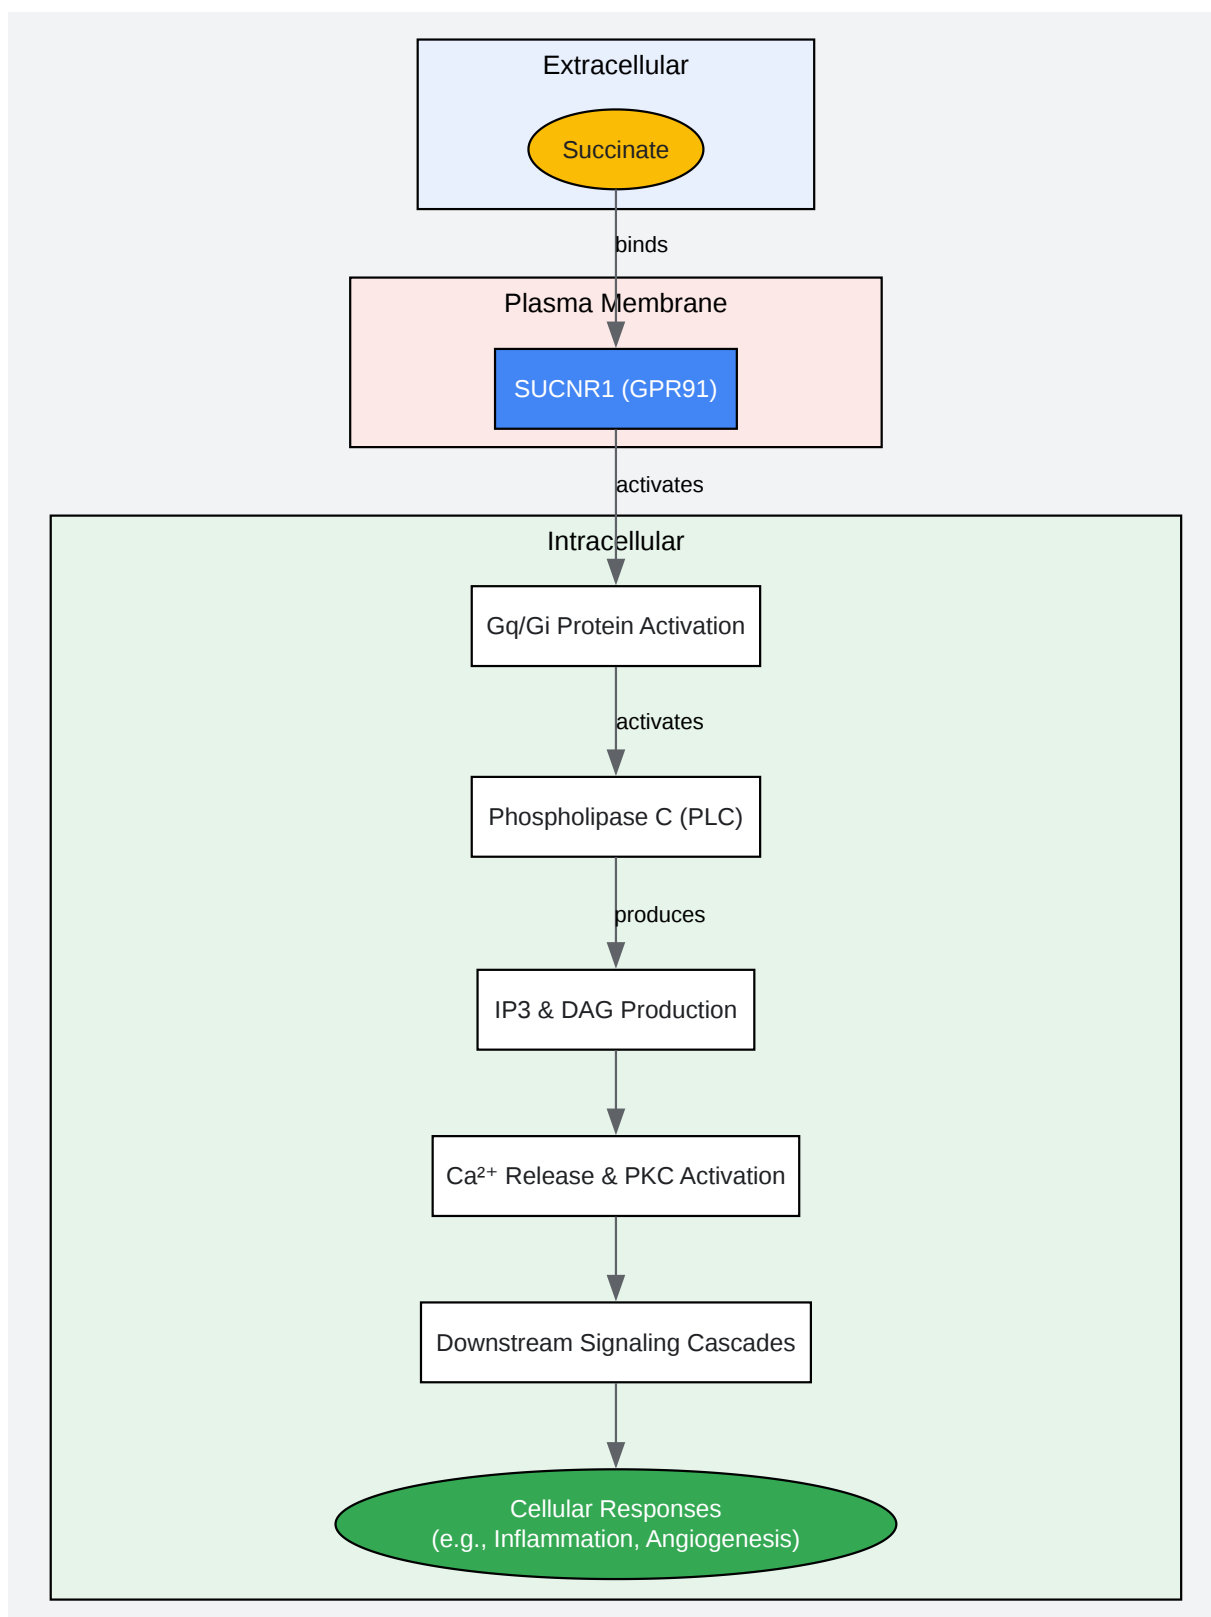 Extracellular
Succinate
binds
Plasma Membrane
SUCNR1 (GPR91)
activates
Intracellular
Gq/Gi Protein Activation
activates
Phospholipase C (PLC)
produces
IP3 & DAG Production
Ca²⁺ Release & PKC Activation
Downstream Signaling Cascades
Cellular Responses
(e.g., Inflammation, Angiogenesis)